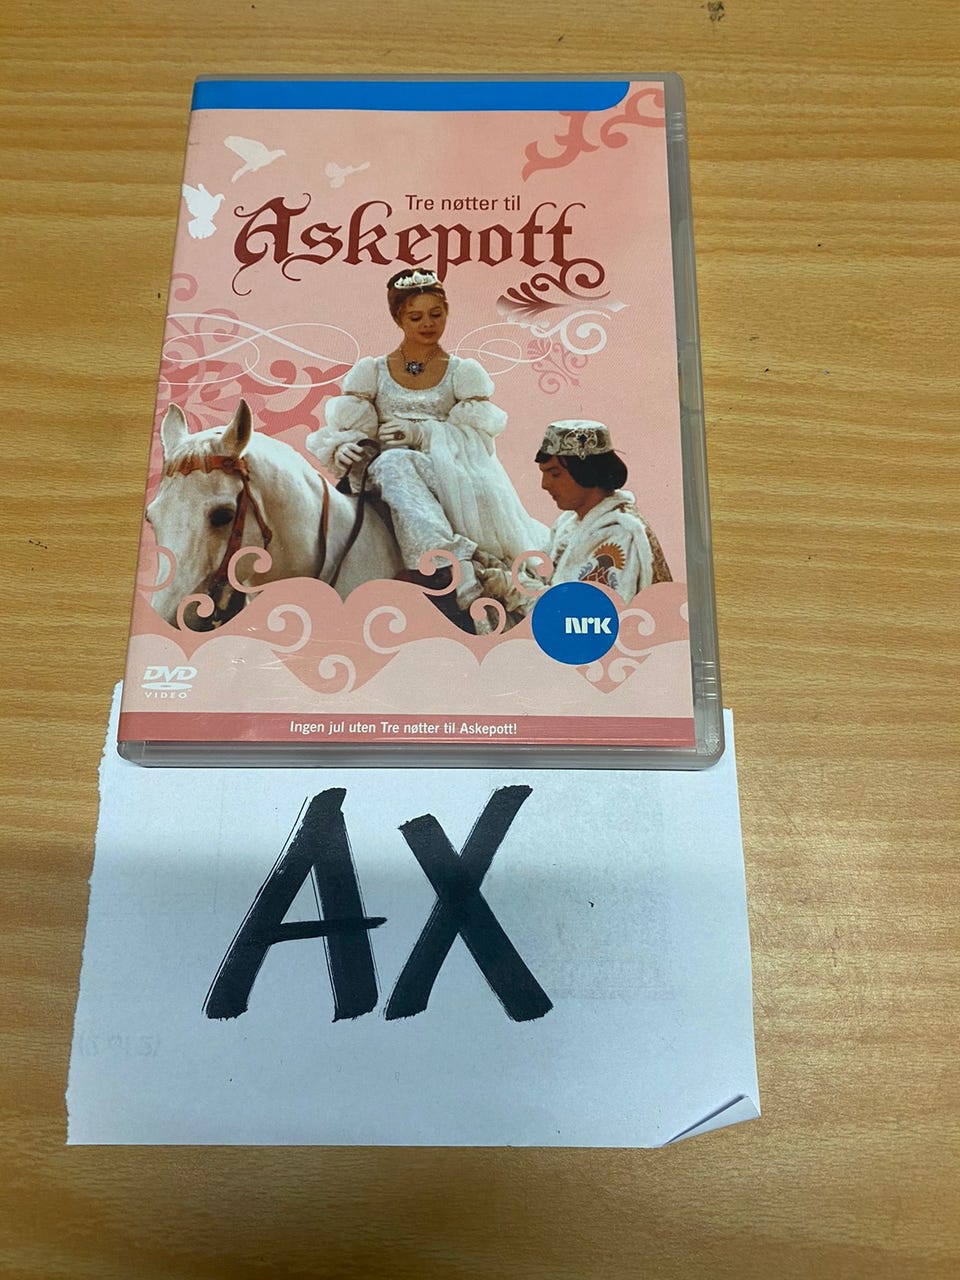 Tre nøtter til
Askepott
NRK
DVD
VIDEO
Ingen jul uten Tre nøtter til Askepott!
AX